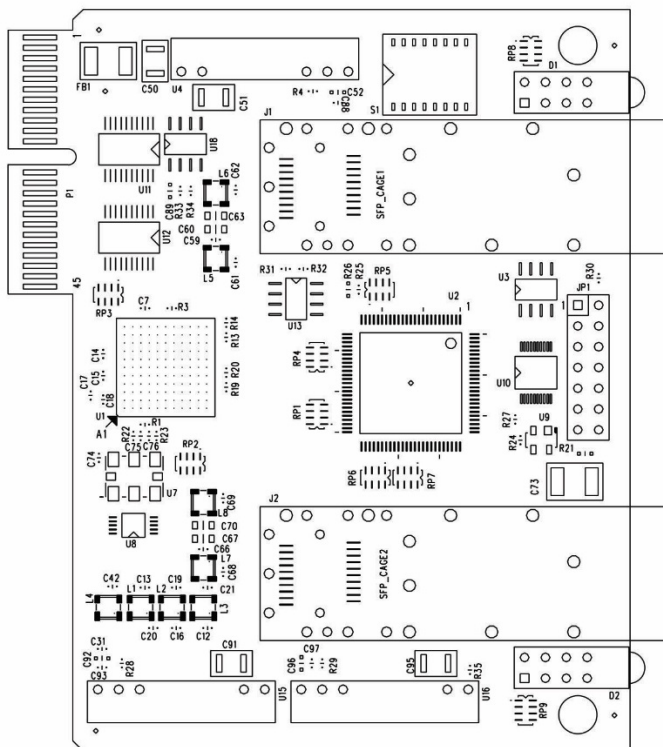 RP8
D1
1
FB1
C50
U4
C51
R4
C52
C88
S1
J1
U18
U11
L6
C62
P1
C89
R33
R34
C63
C60
C59
U12
L5
C61
SFP_CAGE1
45
RP3
C7
R3
R31
R32
U13
R26
R25
RP5
U2
1
U3
R30
JP1
1
R14
R13
C14
R20
C15
R19
C17
C18
U1
A1
RP4
RP1
U10
R1
R22
R23
C75
C76
C74
RP2
U7
U8
RP6
RP7
R27
U9
R24
R21
C73
C69
L8
C70
C67
C66
L7
C68
J2
SFP_CAGE2
C42
C13
C19
C21
L4
L1
L2
L3
C20
C16
C12
C31
C92
C93
R28
C91
C97
C96
R29
C95
R35
U15
U16
D2
RP9